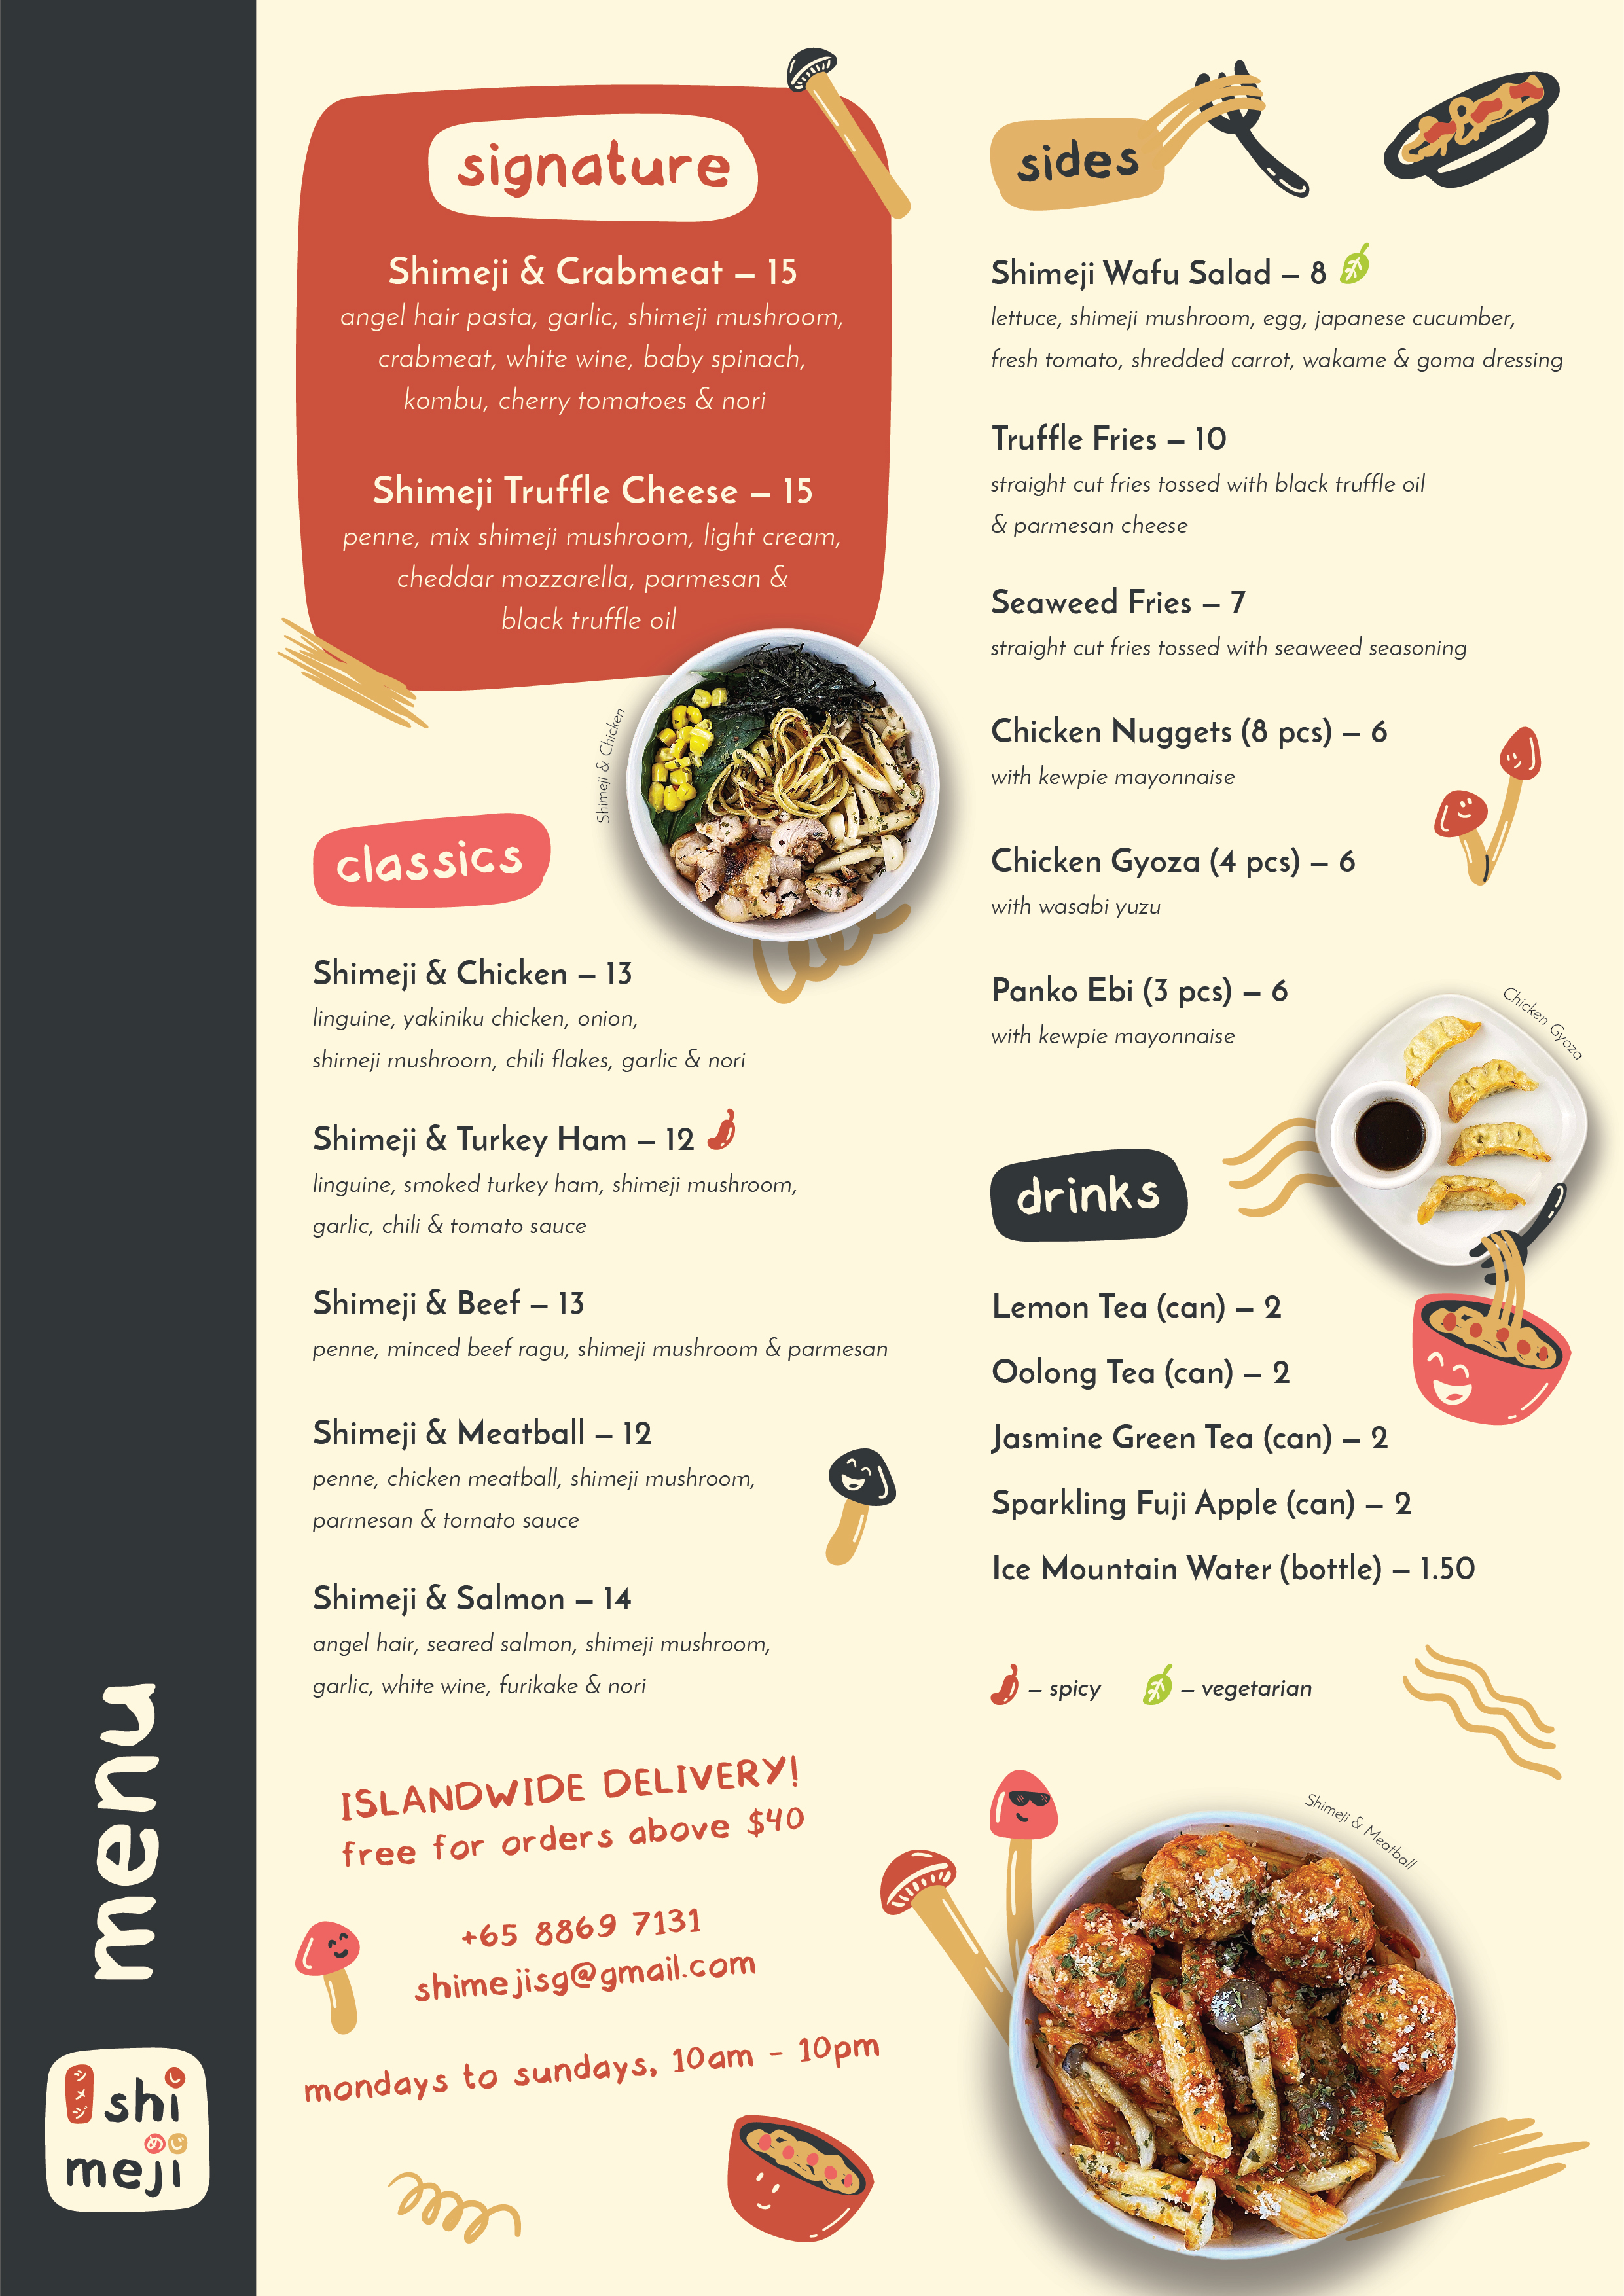 signature
Shimeji & Crabmeat – 15
angel hair pasta, garlic, shimeji mushroom,
crabmeat, white wine, baby spinach,
kombu, cherry tomatoes & nori
Shimeji Truffle Cheese – 15
penne, mix shimeji mushroom, light cream,
cheddar mozzarella, parmesan &
black truffle oil
Shimeji & Chicken
classics
Shimeji & Chicken – 13
linguine, yakiniku chicken, onion,
shimeji mushroom, chili flakes, garlic & nori
Shimeji & Turkey Ham – 12
linguine, smoked turkey ham, shimeji mushroom,
garlic, chili & tomato sauce
Shimeji & Beef – 13
penne, minced beef ragu, shimeji mushroom & parmesan
Shimeji & Meatball – 12
penne, chicken meatball, shimeji mushroom,
parmesan & tomato sauce
Shimeji & Salmon – 14
angel hair, seared salmon, shimeji mushroom,
garlic, white wine, furikake & nori
ISLANDWIDE DELIVERY!
free for orders above $40
+65 8869 7131
shimejisg@gmail.com
mondays to sundays, 10am - 10pm
sides
Shimeji Wafu Salad – 8
lettuce, shimeji mushroom, egg, japanese cucumber,
fresh tomato, shredded carrot, wakame & goma dressing
Truffle Fries – 10
straight cut fries tossed with black truffle oil
& parmesan cheese
Seaweed Fries – 7
straight cut fries tossed with seaweed seasoning
Chicken Nuggets (8 pcs) – 6
with kewpie mayonnaise
Chicken Gyoza (4 pcs) – 6
with wasabi yuzu
Panko Ebi (3 pcs) – 6
with kewpie mayonnaise
Chicken Gyoza
drinks
Lemon Tea (can) – 2
Oolong Tea (can) – 2
Jasmine Green Tea (can) – 2
Sparkling Fuji Apple (can) – 2
Ice Mountain Water (bottle) – 1.50
– spicy
– vegetarian
Shimeji & Meatball
menu
シメジ
し
shi
めじ
meji